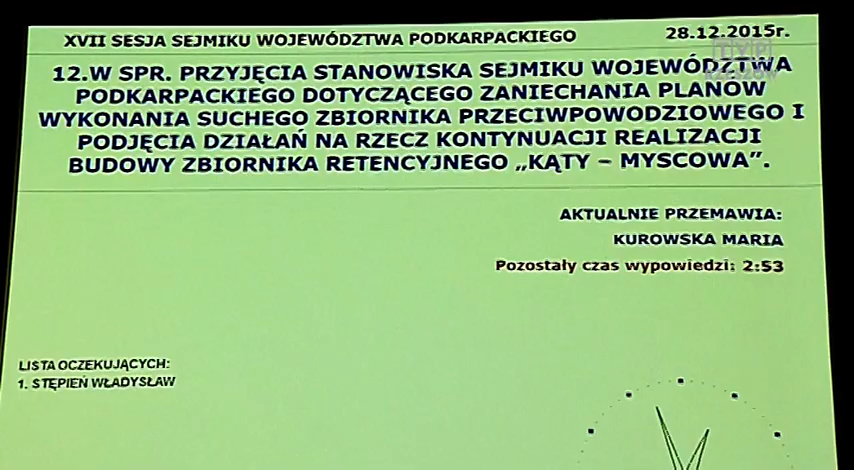 XVII SESJA SEJMIKU WOJEWÓDZTWA PODKARPACKIEGO 28.12.2015r.
12.W SPR. PRZYJĘCIA STANOWISKA SEJMIKU WOJEWÓDZTWA
PODKARPACKIEGO DOTYCZĄCEGO ZANIECHANIA PLANÓW
WYKONANIA SUCHEGO ZBIORNIKA PRZECIWPOWODZIOWEGO I
PODJĘCIA DZIAŁAŃ NA RZECZ KONTYNUACJI REALIZACJI
BUDOWY ZBIORNIKA RETENCYJNEGO „KĄTY – MYSCOWA”.
AKTUALNIE PRZEMAWIA:
KUROWSKA MARIA
Pozostały czas wypowiedzi: 2:53
LISTA OCZEKUJĄCYCH:
1. STĘPIEŃ WŁADYSŁAW
TVP
RZESZÓW